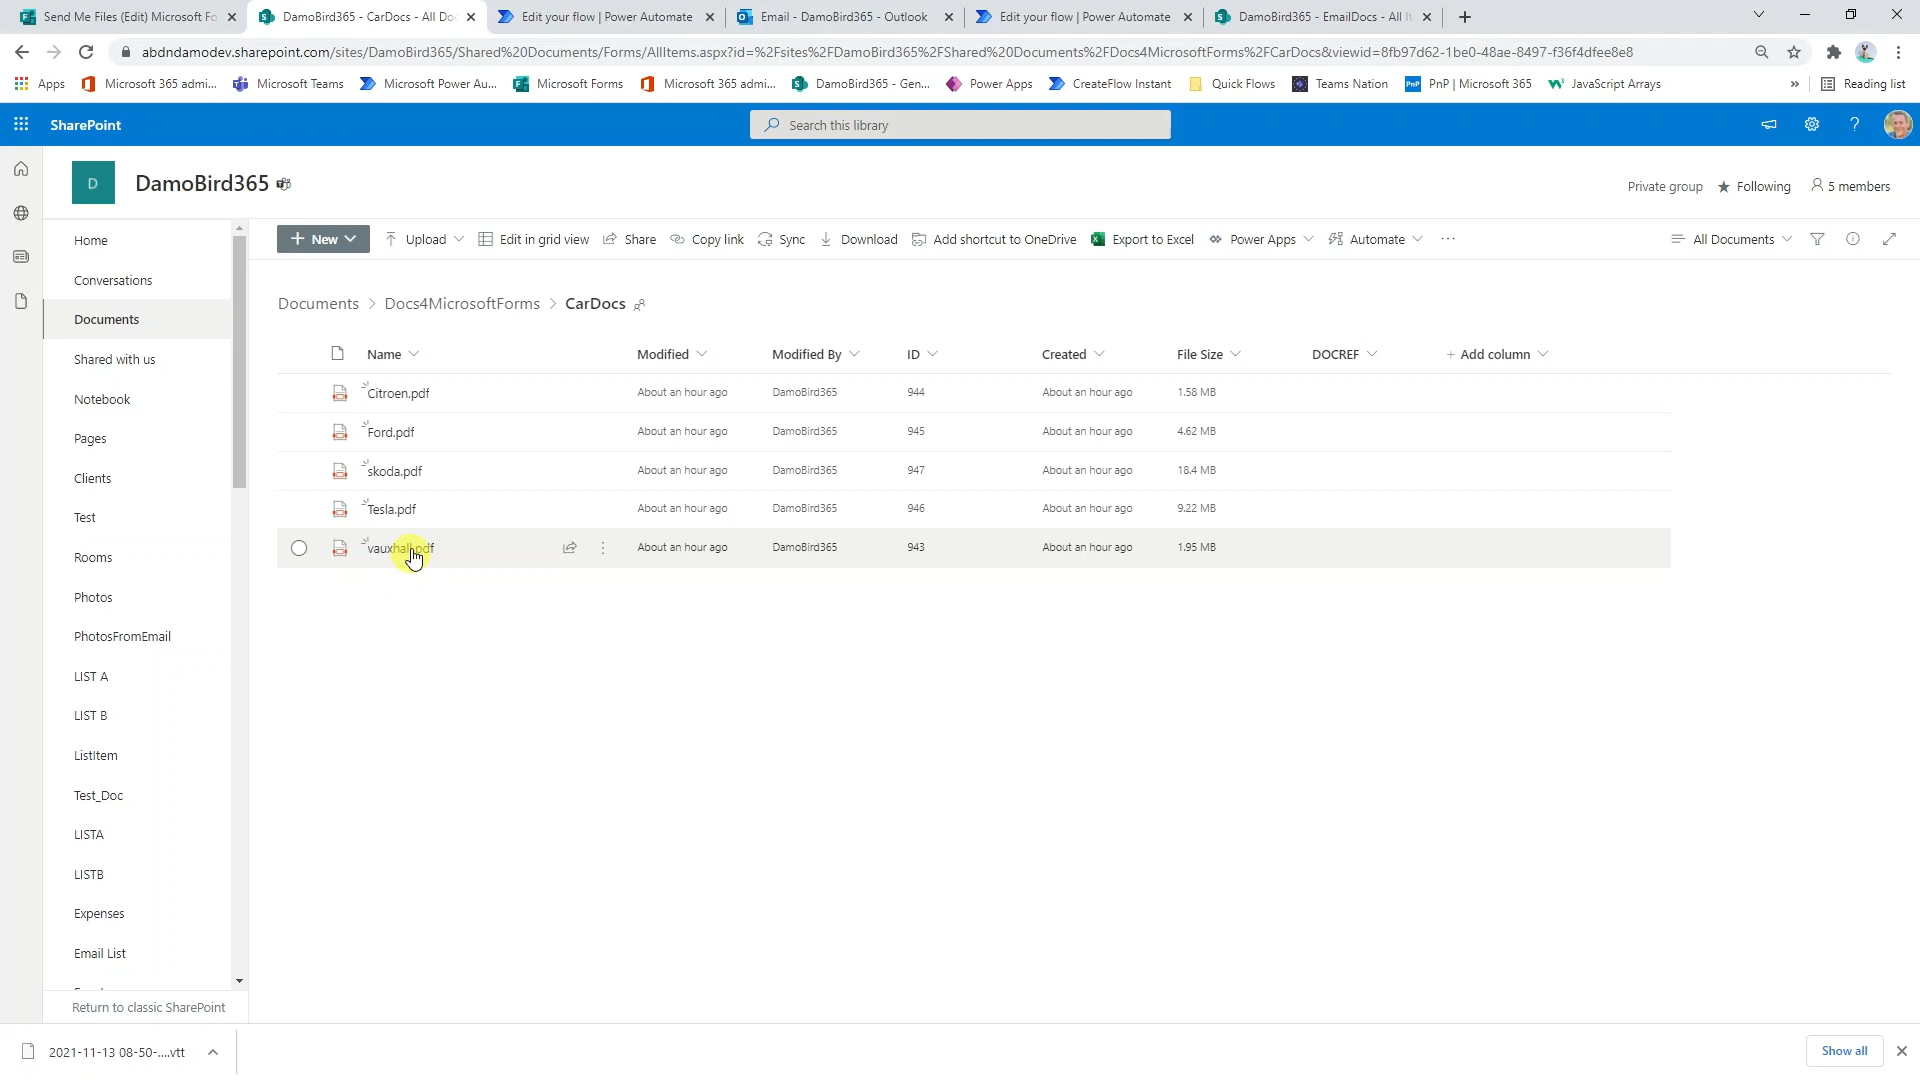 Send Me Files (Edit) Microsoft Fo
DamoBird365 - CarDocs - All Doc
Edit your flow | Power Automate
Email - DamoBird365 - Outlook
Edit your flow | Power Automate
DamoBird365 - EmailDocs - All It
abdndamodev.sharepoint.com/sites/DamoBird365/Shared%20Documents/Forms/AllItems.aspx?id=%2Fsites%2FDamoBird365%2FShared%20Documents%2FDocs4MicrosoftForms%2FCarDocs&viewid=8fb97d62-1be0-48ae-8497-f36f4dfee8e8
Apps Microsoft 365 admi... Microsoft Teams Microsoft Power Au... Microsoft Forms Microsoft 365 admi... DamoBird365 - Gen... Power Apps CreateFlow Instant Quick Flows Teams Nation PnP | Microsoft 365 JavaScript Arrays » Reading list
SharePoint Search this library
D DamoBird365 Private group Following 5 members
New Upload Edit in grid view Share Copy link Sync Download Add shortcut to OneDrive Export to Excel Power Apps Automate ... All Documents
Home
Conversations
Documents
Shared with us
Notebook
Pages
Clients
Test
Rooms
Photos
PhotosFromEmail
LIST A
LIST B
ListItem
Test_Doc
LISTA
LISTB
Expenses
Email List
Return to classic SharePoint
Documents > Docs4MicrosoftForms > CarDocs
Name Modified Modified By ID Created File Size DOCREF + Add column
Citroen.pdf About an hour ago DamoBird365 944 About an hour ago 1.58 MB
Ford.pdf About an hour ago DamoBird365 945 About an hour ago 4.62 MB
skoda.pdf About an hour ago DamoBird365 947 About an hour ago 18.4 MB
Tesla.pdf About an hour ago DamoBird365 946 About an hour ago 9.22 MB
vauxhall.pdf About an hour ago DamoBird365 943 About an hour ago 1.95 MB
2021-11-13 08-50-....vtt
Show all